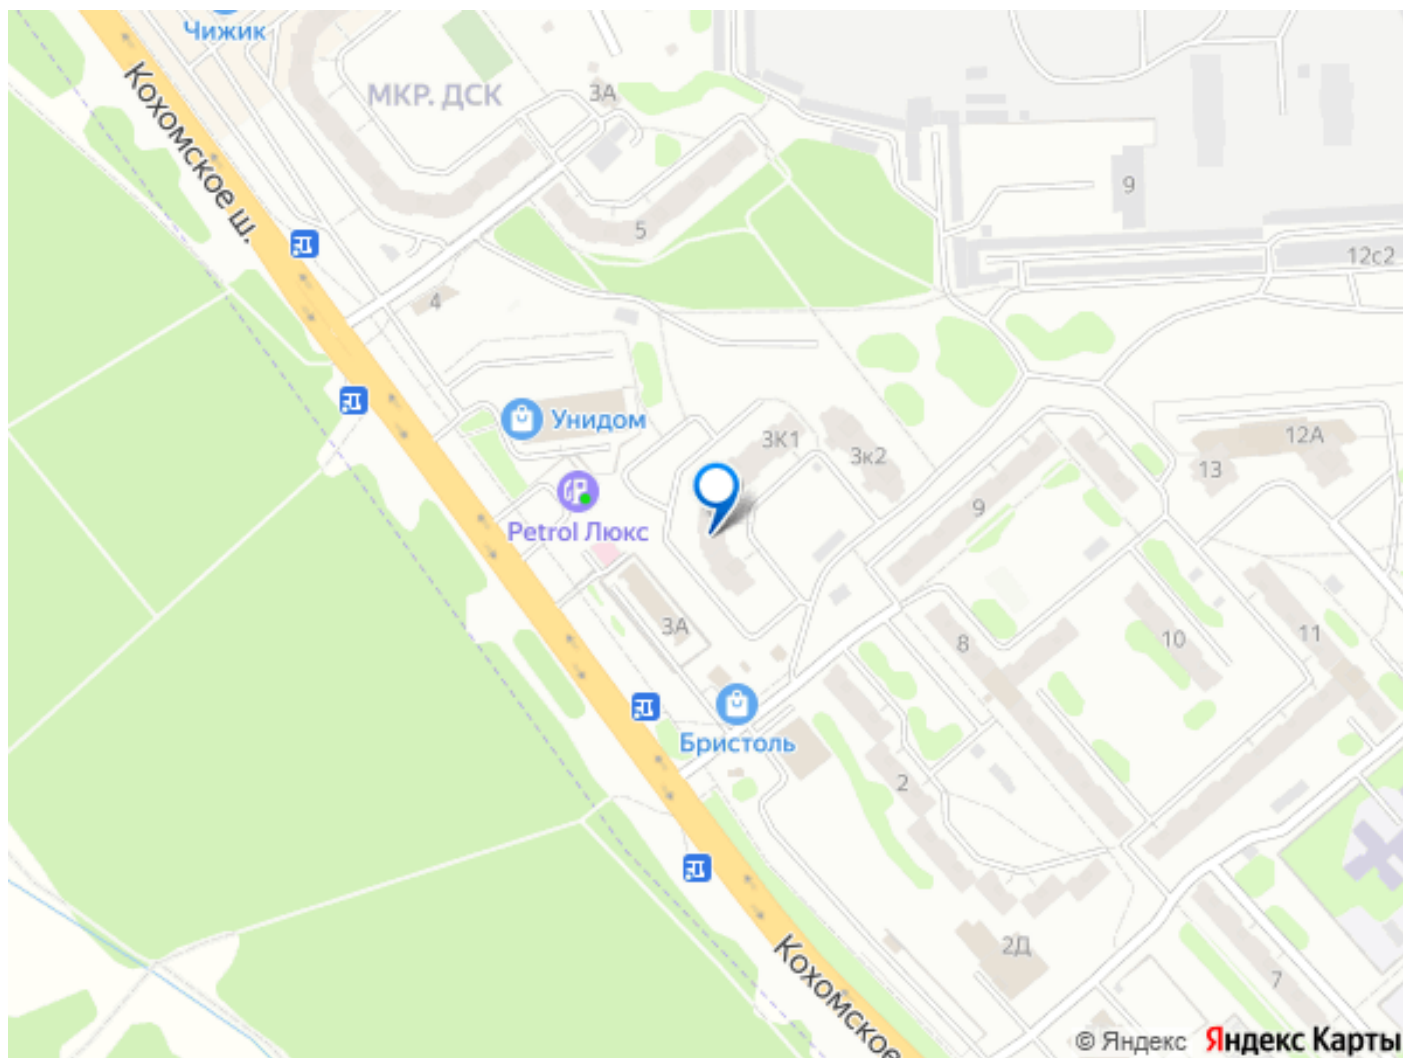 Чижик
Кохомское ш.
МКР. ДСК
3А
5
9
12с2
4
Унидом
3К1
3к2
12А
13
9
Petrol Люкс
3А
8
10
11
Бристоль
2
2Д
7
Кохомское
© Яндекс Яндекс Карты